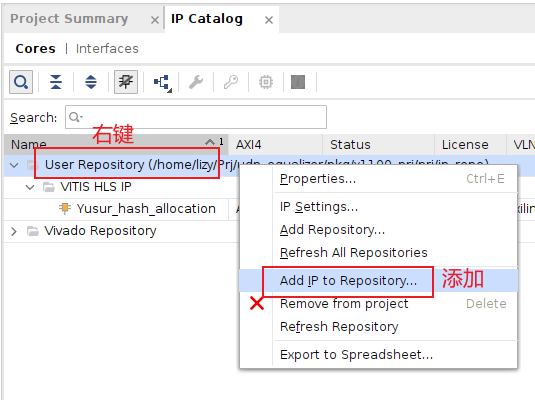 Project Summary × IP Catalog ×
Cores | Interfaces
Search: Q-
右键
Name AXI4 Status License VLN
User Repository (/home/lizy/Prj/udp_equalizer/pkg/v1100_prj/prj/ip_repo)
Properties... Ctrl+E
VITIS HLS IP
IP Settings...
Yusur_hash_allocation
Add Repository...
Vivado Repository
Refresh All Repositories
Add IP to Repository... 添加
Remove from project Delete
Refresh Repository
Export to Spreadsheet...